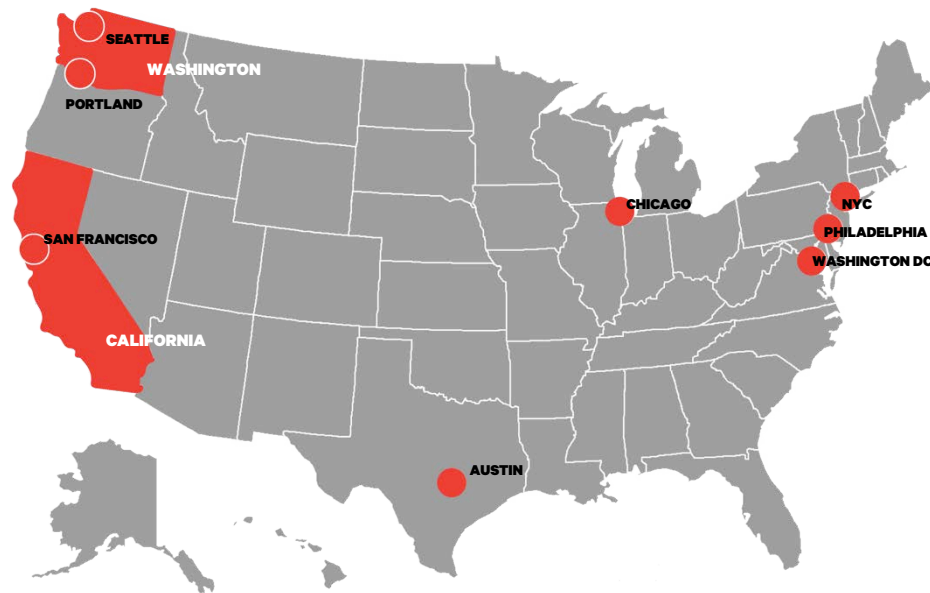 SEATTLE
WASHINGTON
PORTLAND
CHICAGO
NYC
PHILADELPHIA
SAN FRANCISCO
WASHINGTON DC
CALIFORNIA
AUSTIN